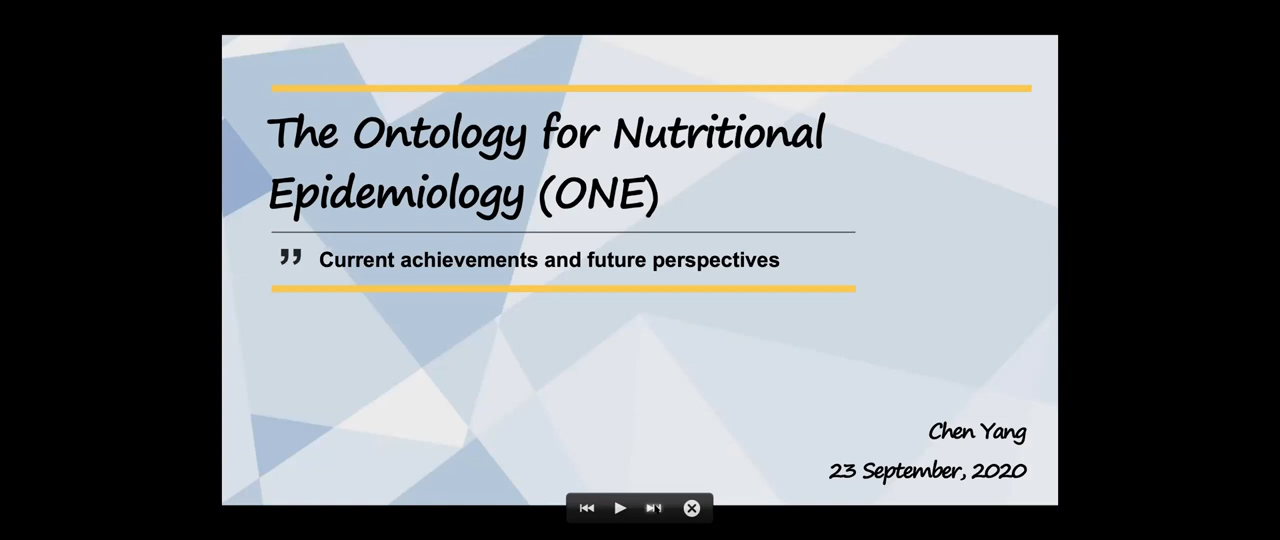 The Ontology for Nutritional
Epidemiology (ONE)
” Current achievements and future perspectives
Chen Yang
23 September, 2020